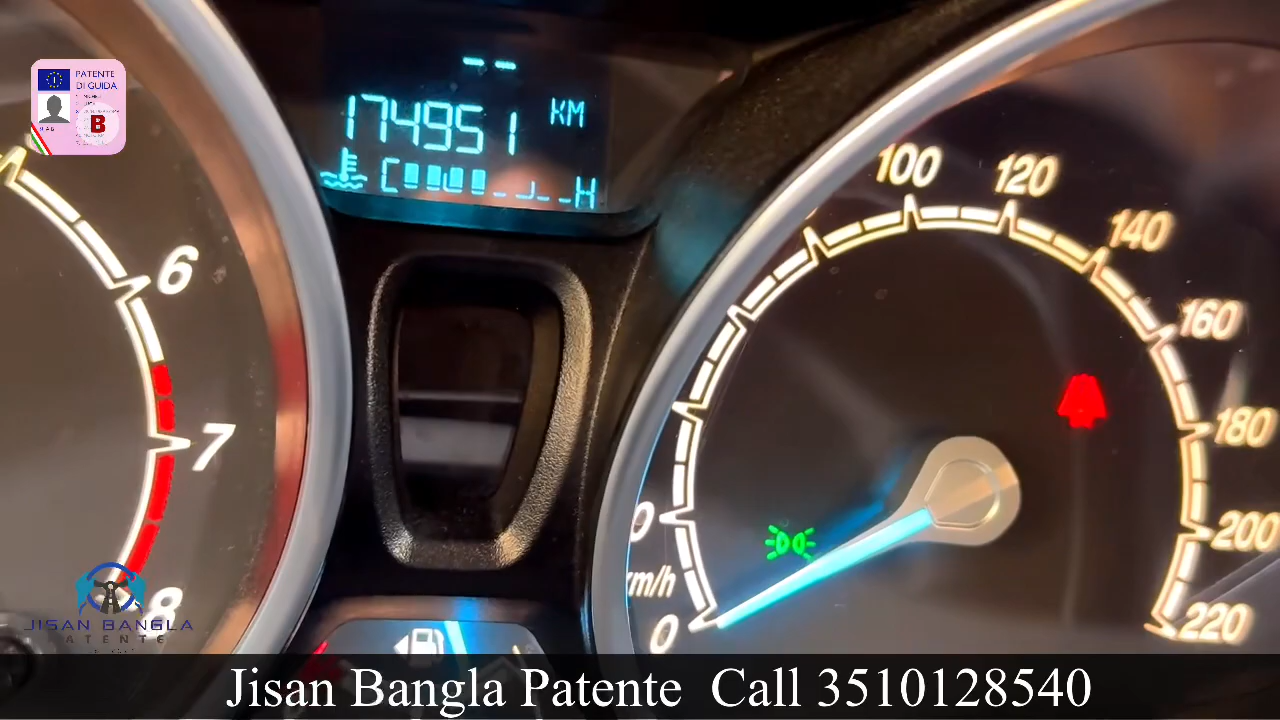 PATENTE
DI GUIDA
B
--
174951 KM
C H
6
7
8
100
120
140
160
180
200
220
km/h
0
JISAN BANGLA
PATENTE
Jisan Bangla Patente Call 3510128540